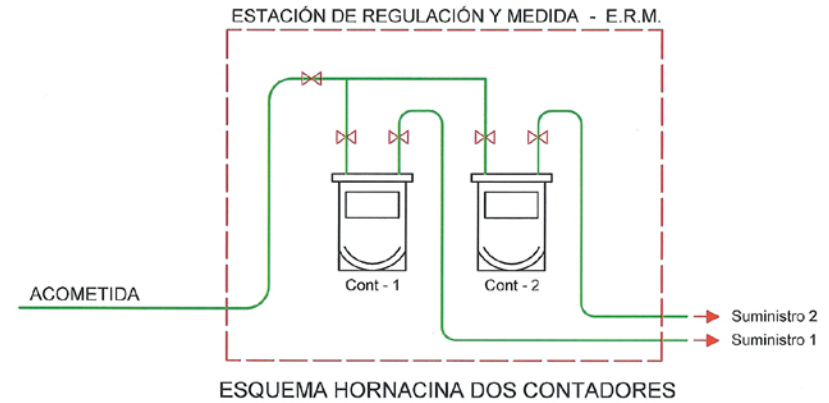 ESTACIÓN DE REGULACIÓN Y MEDIDA - E.R.M.
Cont - 1
Cont - 2
ACOMETIDA
Suministro 2
Suministro 1
ESQUEMA HORNACINA DOS CONTADORES